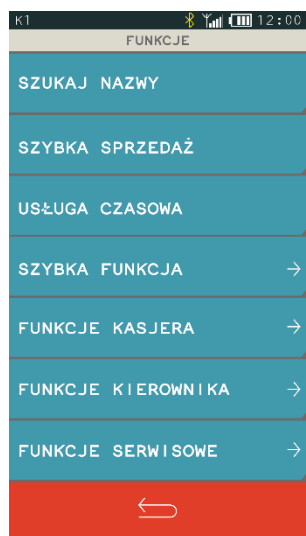 K1 12:00
FUNKCJE
SZUKAJ NAZWY
SZYBKA SPRZEDAŻ
USŁUGA CZASOWA
SZYBKA FUNKCJA
FUNKCJE KASJERA
FUNKCJE KIEROWNIKA
FUNKCJE SERWISOWE